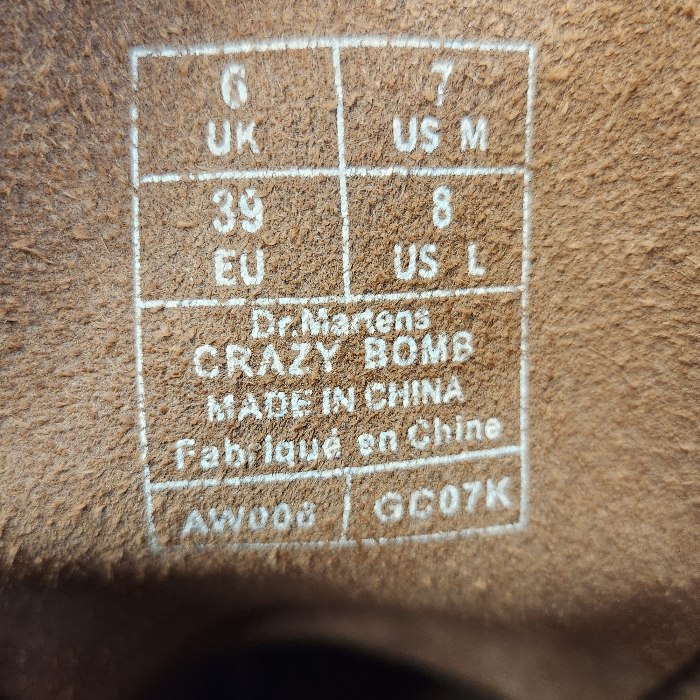 6 7
UK US M
39 8
EU US L
Dr.Martens
CRAZY BOMB
MADE IN CHINA
Fabriqué en Chine
AW006 GC07K